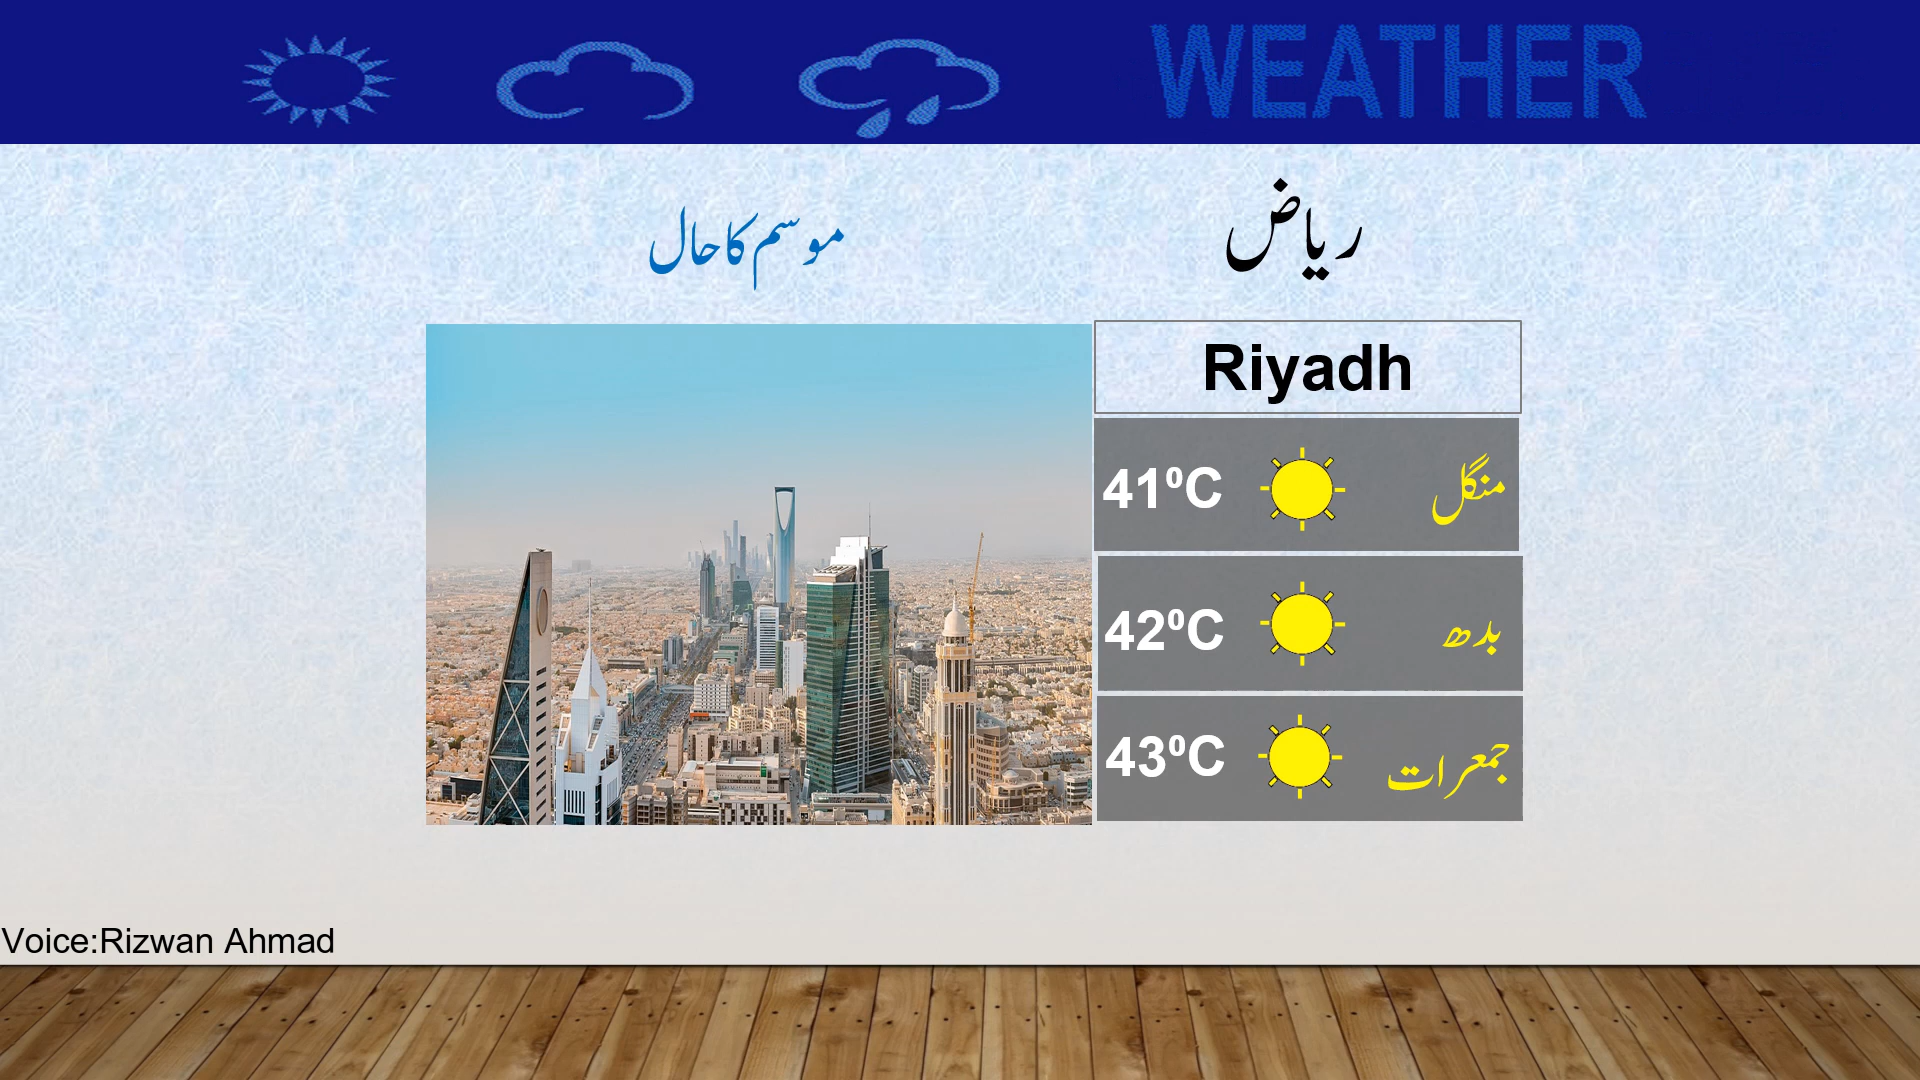 WEATHER
موسم کا حال
ریاض
Riyadh
41⁰C منگل
42⁰C بدھ
43⁰C جمعرات
Voice:Rizwan Ahmad